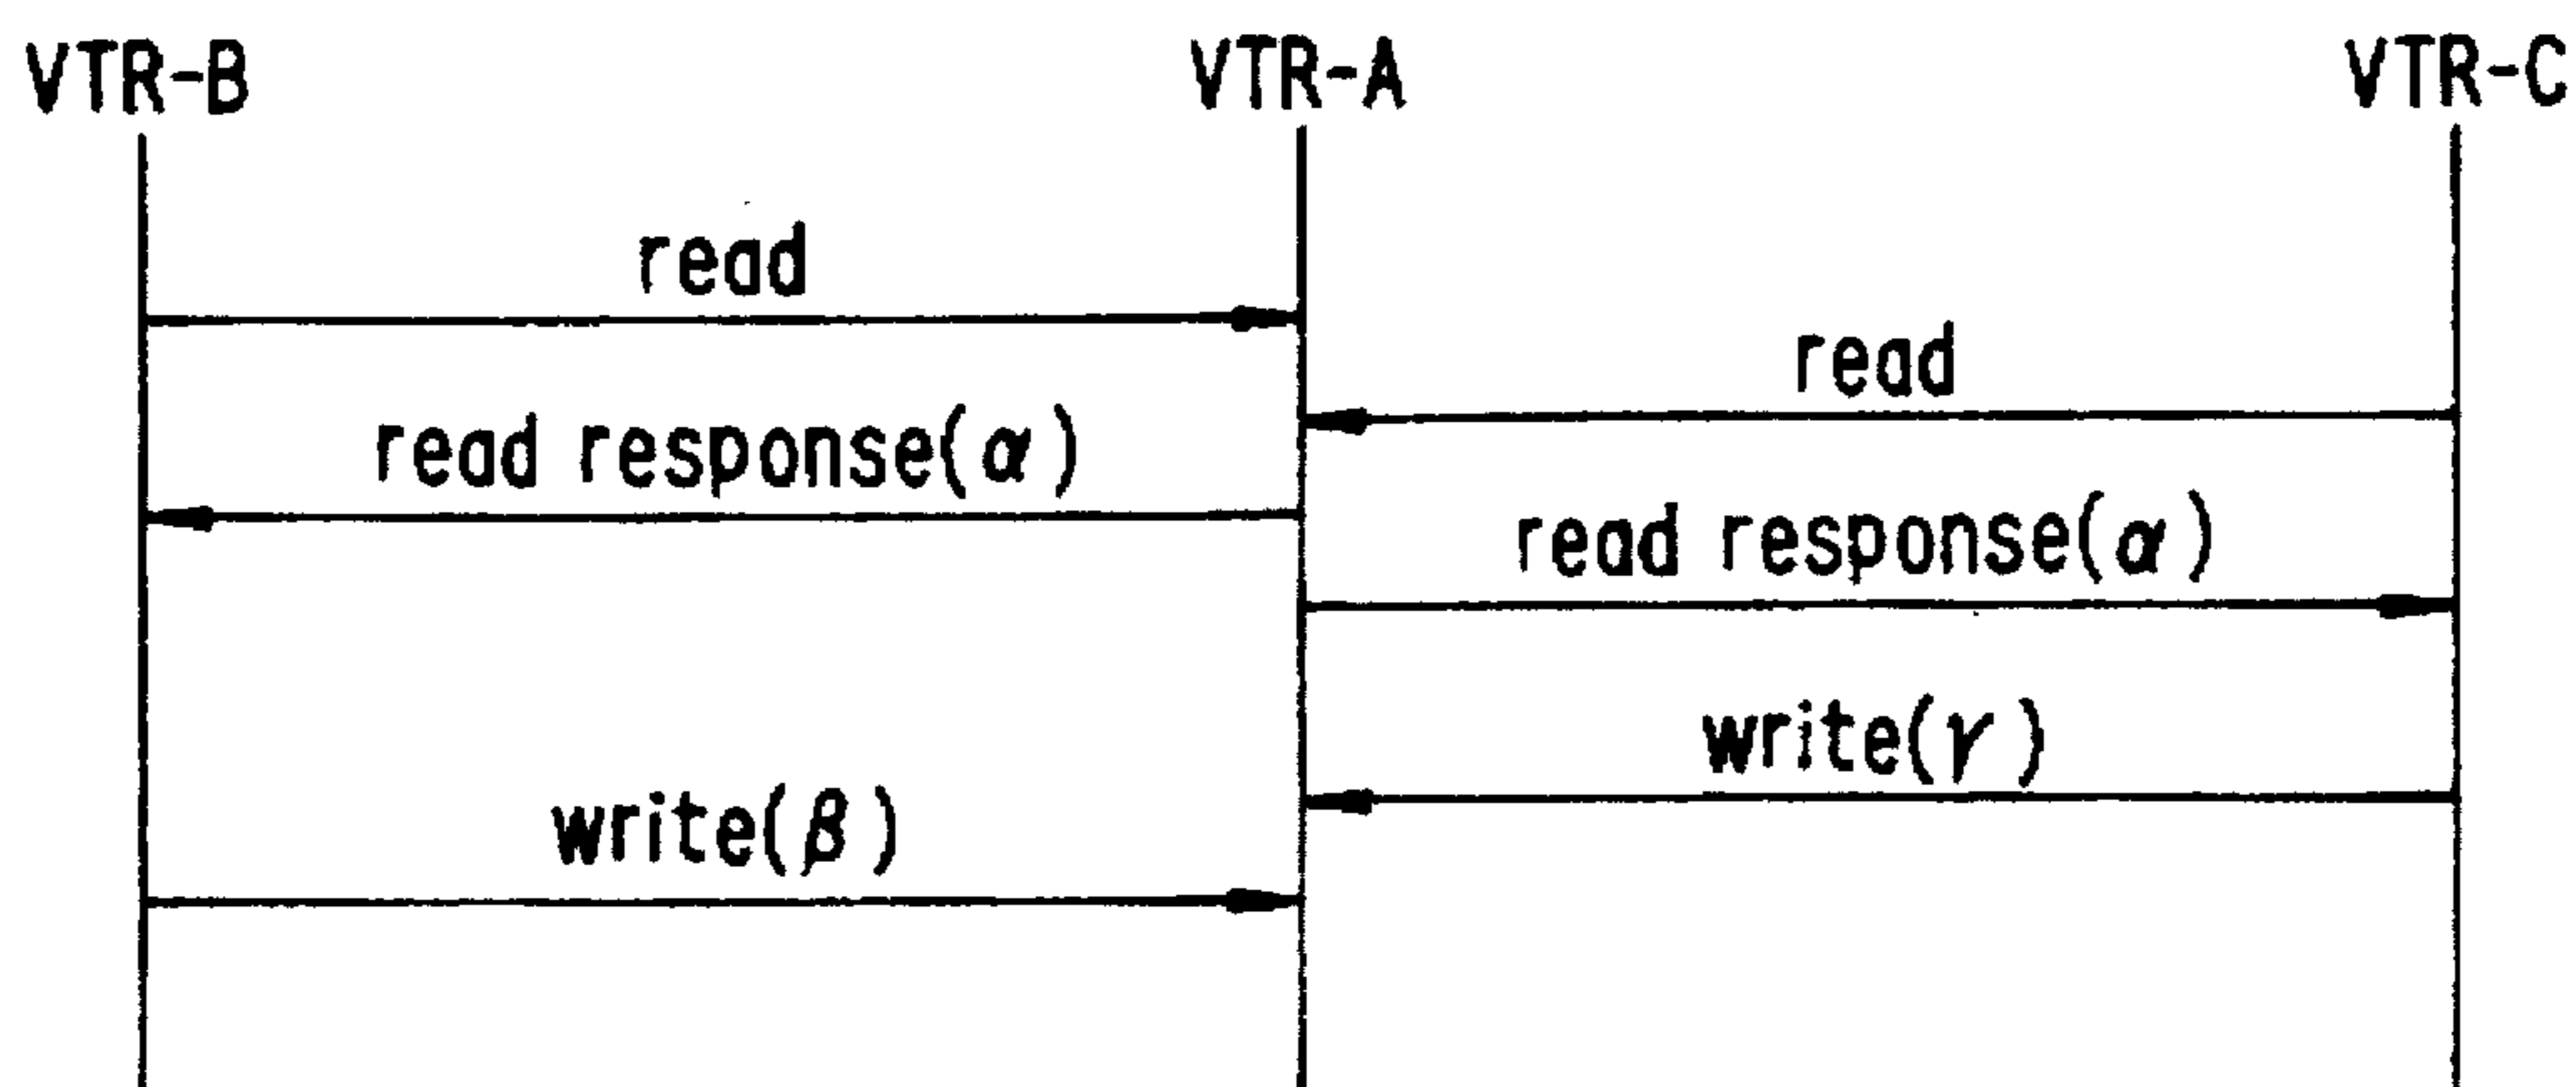 VTR-B VTR-A VTR-C
read
read
read response(α)
read response(α)
write(γ)
write(β)